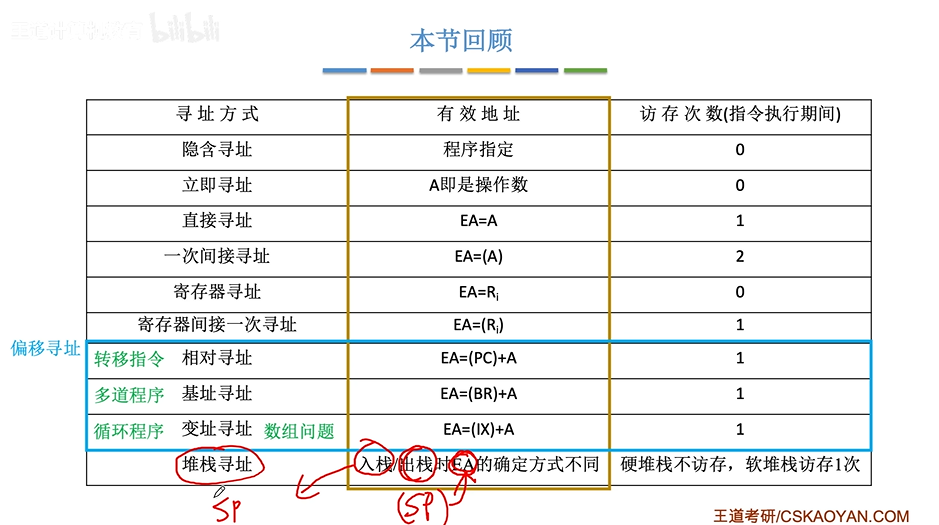 bilibili
本节回顾
寻址方式 有效地址 访存次数(指令执行期间)
隐含寻址 程序指定 0
立即寻址 A即是操作数 0
直接寻址 EA=A 1
一次间接寻址 EA=(A) 2
寄存器寻址 EA=Ri 0
寄存器间接一次寻址 EA=(Ri) 1
偏移寻址
转移指令 相对寻址 EA=(PC)+A 1
多道程序 基址寻址 EA=(BR)+A 1
循环程序 变址寻址 数组问题 EA=(IX)+A 1
堆栈寻址 入栈/出栈时EA的确定方式不同 硬堆栈不访存，软堆栈访存1次
SP (SP)
王道考研/CSKAOYAN.COM